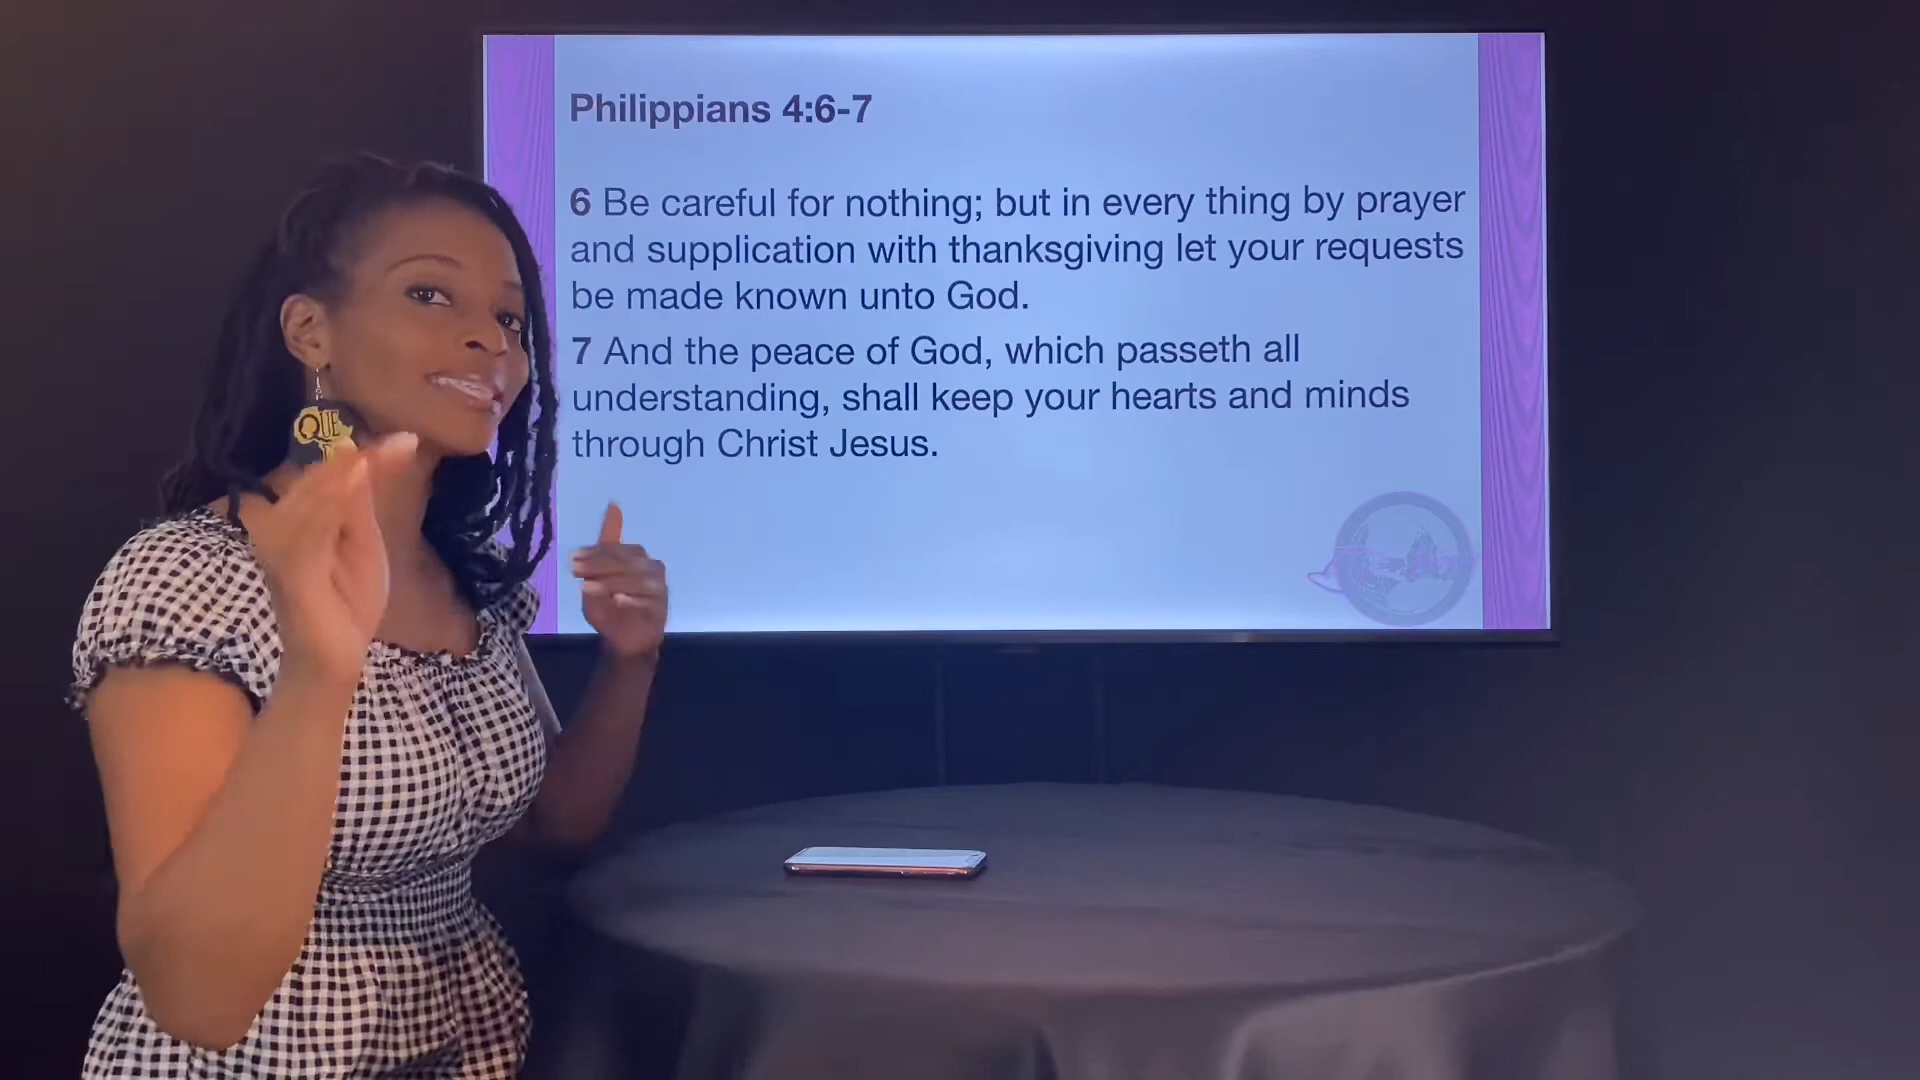 Philippians 4:6-7
6 Be careful for nothing; but in every thing by prayer
and supplication with thanksgiving let your requests
be made known unto God.
7 And the peace of God, which passeth all
understanding, shall keep your hearts and minds
through Christ Jesus.
QUE